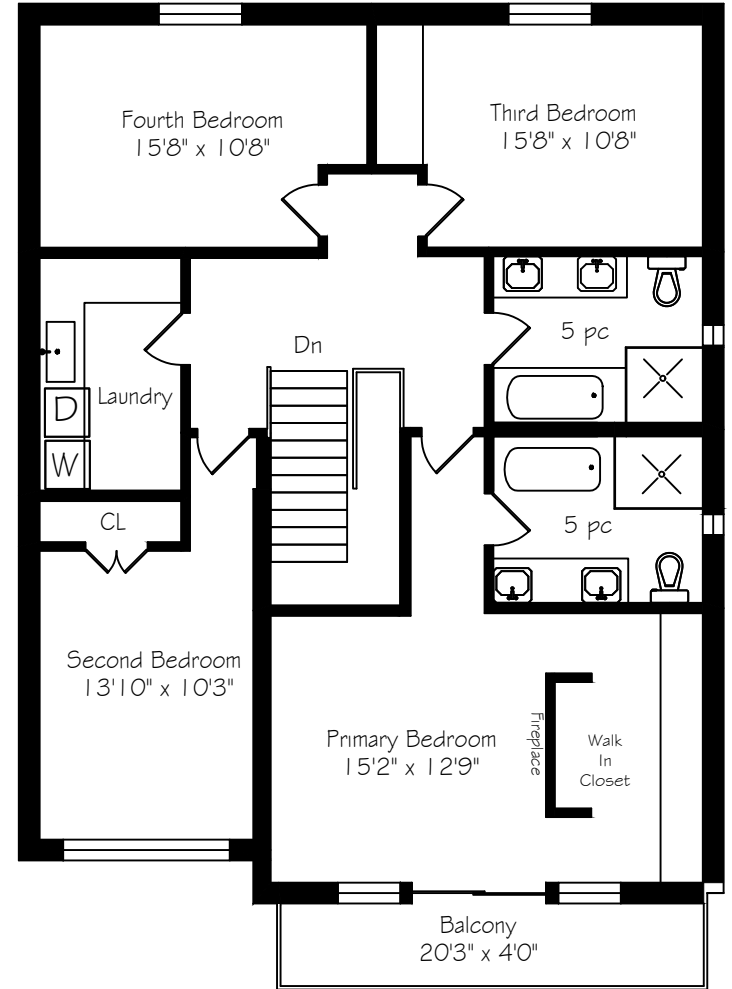 Fourth Bedroom
15'8" x 10'8"
Third Bedroom
15'8" x 10'8"
Dn
5 pc
Laundry
D
W
CL
5 pc
Second Bedroom
13'10" x 10'3"
Primary Bedroom
15'2" x 12'9"
Fireplace
Walk
In
Closet
Balcony
20'3" x 4'0"